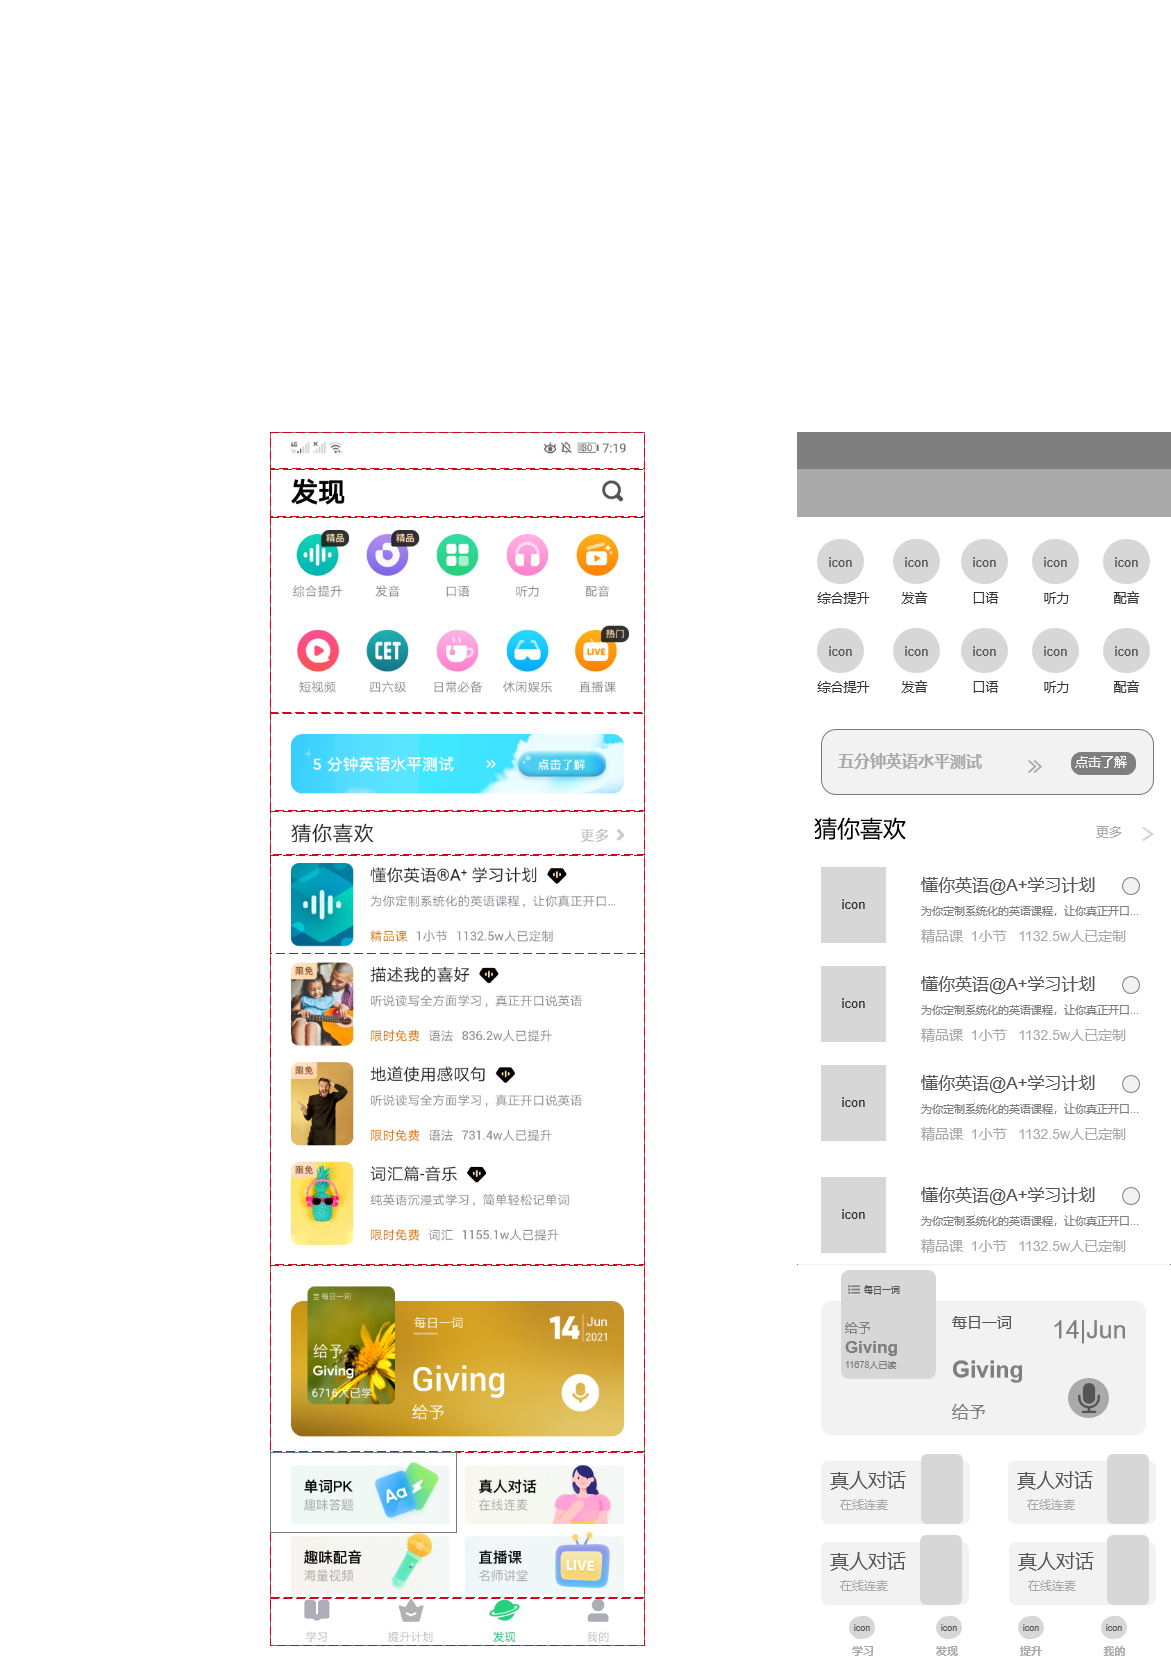 80 7:19
发现
精品
精品
综合提升 发音 口语 听力 配音
CET
热门
LIVE
短视频 四六级 日常必备 休闲娱乐 直播课
5 分钟英语水平测试 » 点击了解
猜你喜欢 更多
懂你英语®A⁺ 学习计划
为你定制系统化的英语课程，让你真正开口...
精品课 1小节 1132.5w人已定制
限免
描述我的喜好
听说读写全方面学习，真正开口说英语
限时免费 语法 836.2w人已提升
限免
地道使用感叹句
听说读写全方面学习，真正开口说英语
限时免费 语法 731.4w人已提升
限免
词汇篇-音乐
纯英语沉浸式学习，简单轻松记单词
限时免费 词汇 1155.1w人已提升
每日一词
给予
Giving
6716人已学
每日一词
14 Jun
2021
Giving
给予
单词PK
趣味答题
Aa
真人对话
在线连麦
趣味配音
海量视频
直播课
名师讲堂
LIVE
学习 提升计划 发现 我的
icon icon icon icon icon
综合提升 发音 口语 听力 配音
icon icon icon icon icon
综合提升 发音 口语 听力 配音
五分钟英语水平测试 点击了解
猜你喜欢 更多
icon
懂你英语@A+学习计划
为你定制系统化的英语课程，让你真正开口...
精品课 1小节 1132.5w人已定制
icon
懂你英语@A+学习计划
为你定制系统化的英语课程，让你真正开口...
精品课 1小节 1132.5w人已定制
icon
懂你英语@A+学习计划
为你定制系统化的英语课程，让你真正开口...
精品课 1小节 1132.5w人已定制
icon
懂你英语@A+学习计划
为你定制系统化的英语课程，让你真正开口...
精品课 1小节 1132.5w人已定制
每日一词
给予
Giving
11678人已读
每日一词
14|Jun
Giving
给予
真人对话
在线连麦
真人对话
在线连麦
真人对话
在线连麦
真人对话
在线连麦
icon icon icon icon
学习 发现 提升 我的